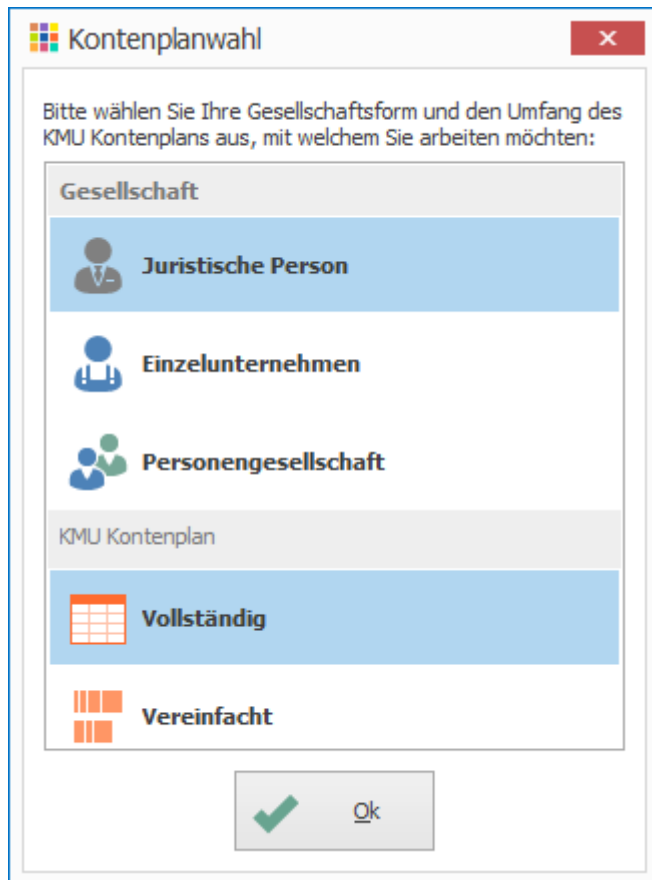 Kontenplanwahl
Bitte wählen Sie Ihre Gesellschaftsform und den Umfang des
KMU Kontenplans aus, mit welchem Sie arbeiten möchten:
Gesellschaft
Juristische Person
Einzelunternehmen
Personengesellschaft
KMU Kontenplan
Vollständig
Vereinfacht
Ok